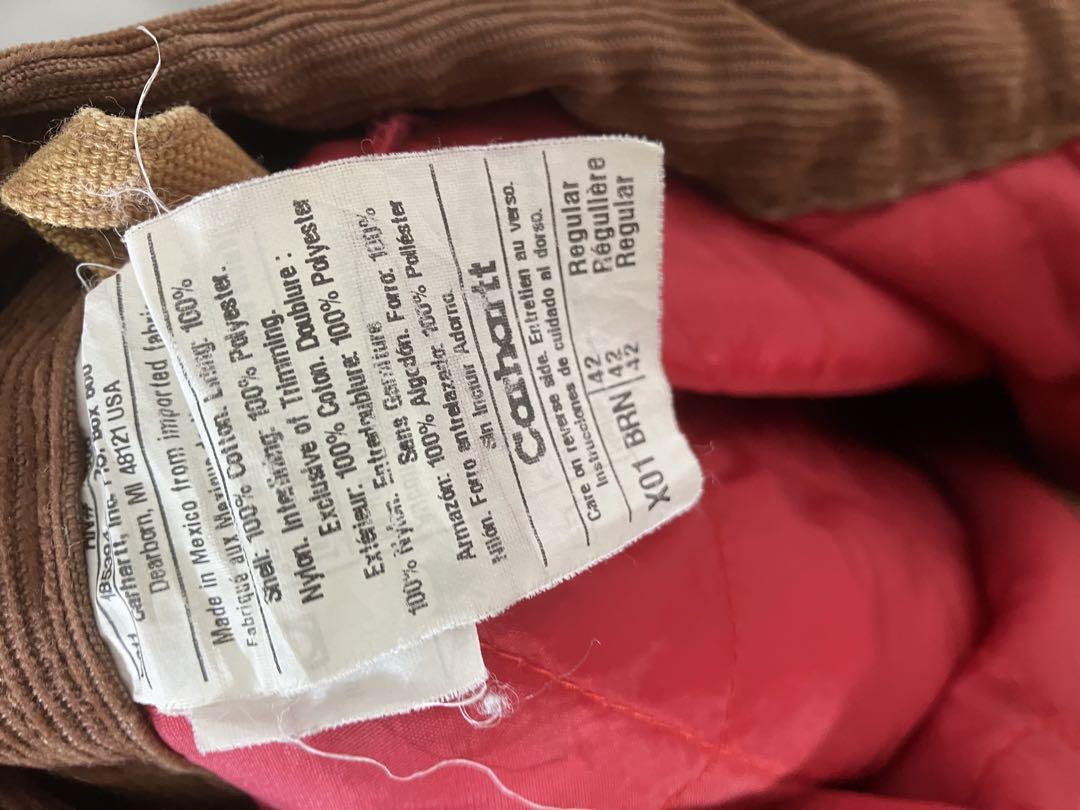 RN#
Carhartt, Inc. P.O. Box 600
Dearborn, MI 48121 USA
Made in Mexico from imported fabric
Fabriqué aux Mexique
Shell: 100% Cotton. Lining: 100%
Nylon. Interlining: 100% Polyester.
Exclusive of Trimming.
Extérieur: 100% Coton. Doublure:
100% Nylon. Entredoublure: 100% Polyester
Sans Garniture
Armazón: 100% Algodón. Forro: 100%
Nilón. Forro entrelazado: 100% Poliéster
sin Incluir Adorno.
Carhartt
Care on reverse side. Entretien au verso.
Instrucciones de cuidado al dorso.
42 Regular
X01 BRN 42 Régulière
42 Regular